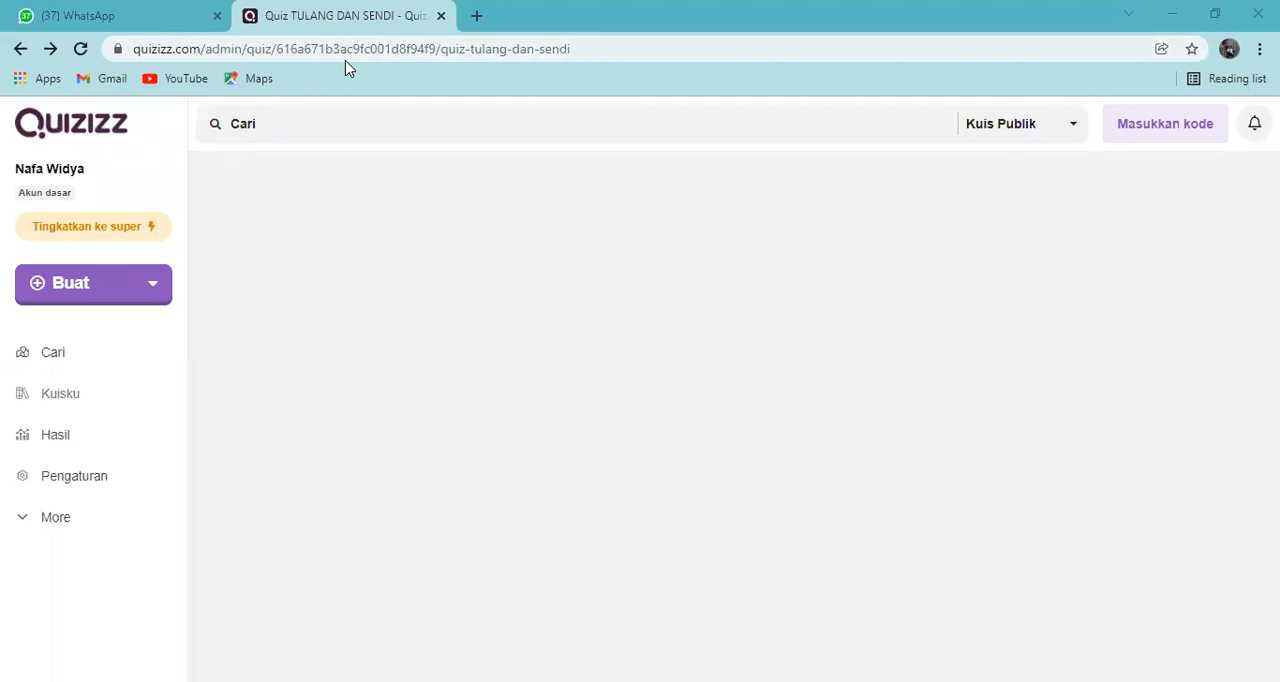 37 (37) WhatsApp
Quiz TULANG DAN SENDI - Quiz
quizizz.com/admin/quiz/616a671b3ac9fc001d8f94f9/quiz-tulang-dan-sendi
Apps Gmail YouTube Maps Reading list
QUIZIZZ
Cari Kuis Publik Masukkan kode
Nafa Widya
Akun dasar
Tingkatkan ke super
Buat
Cari
Kuisku
Hasil
Pengaturan
More